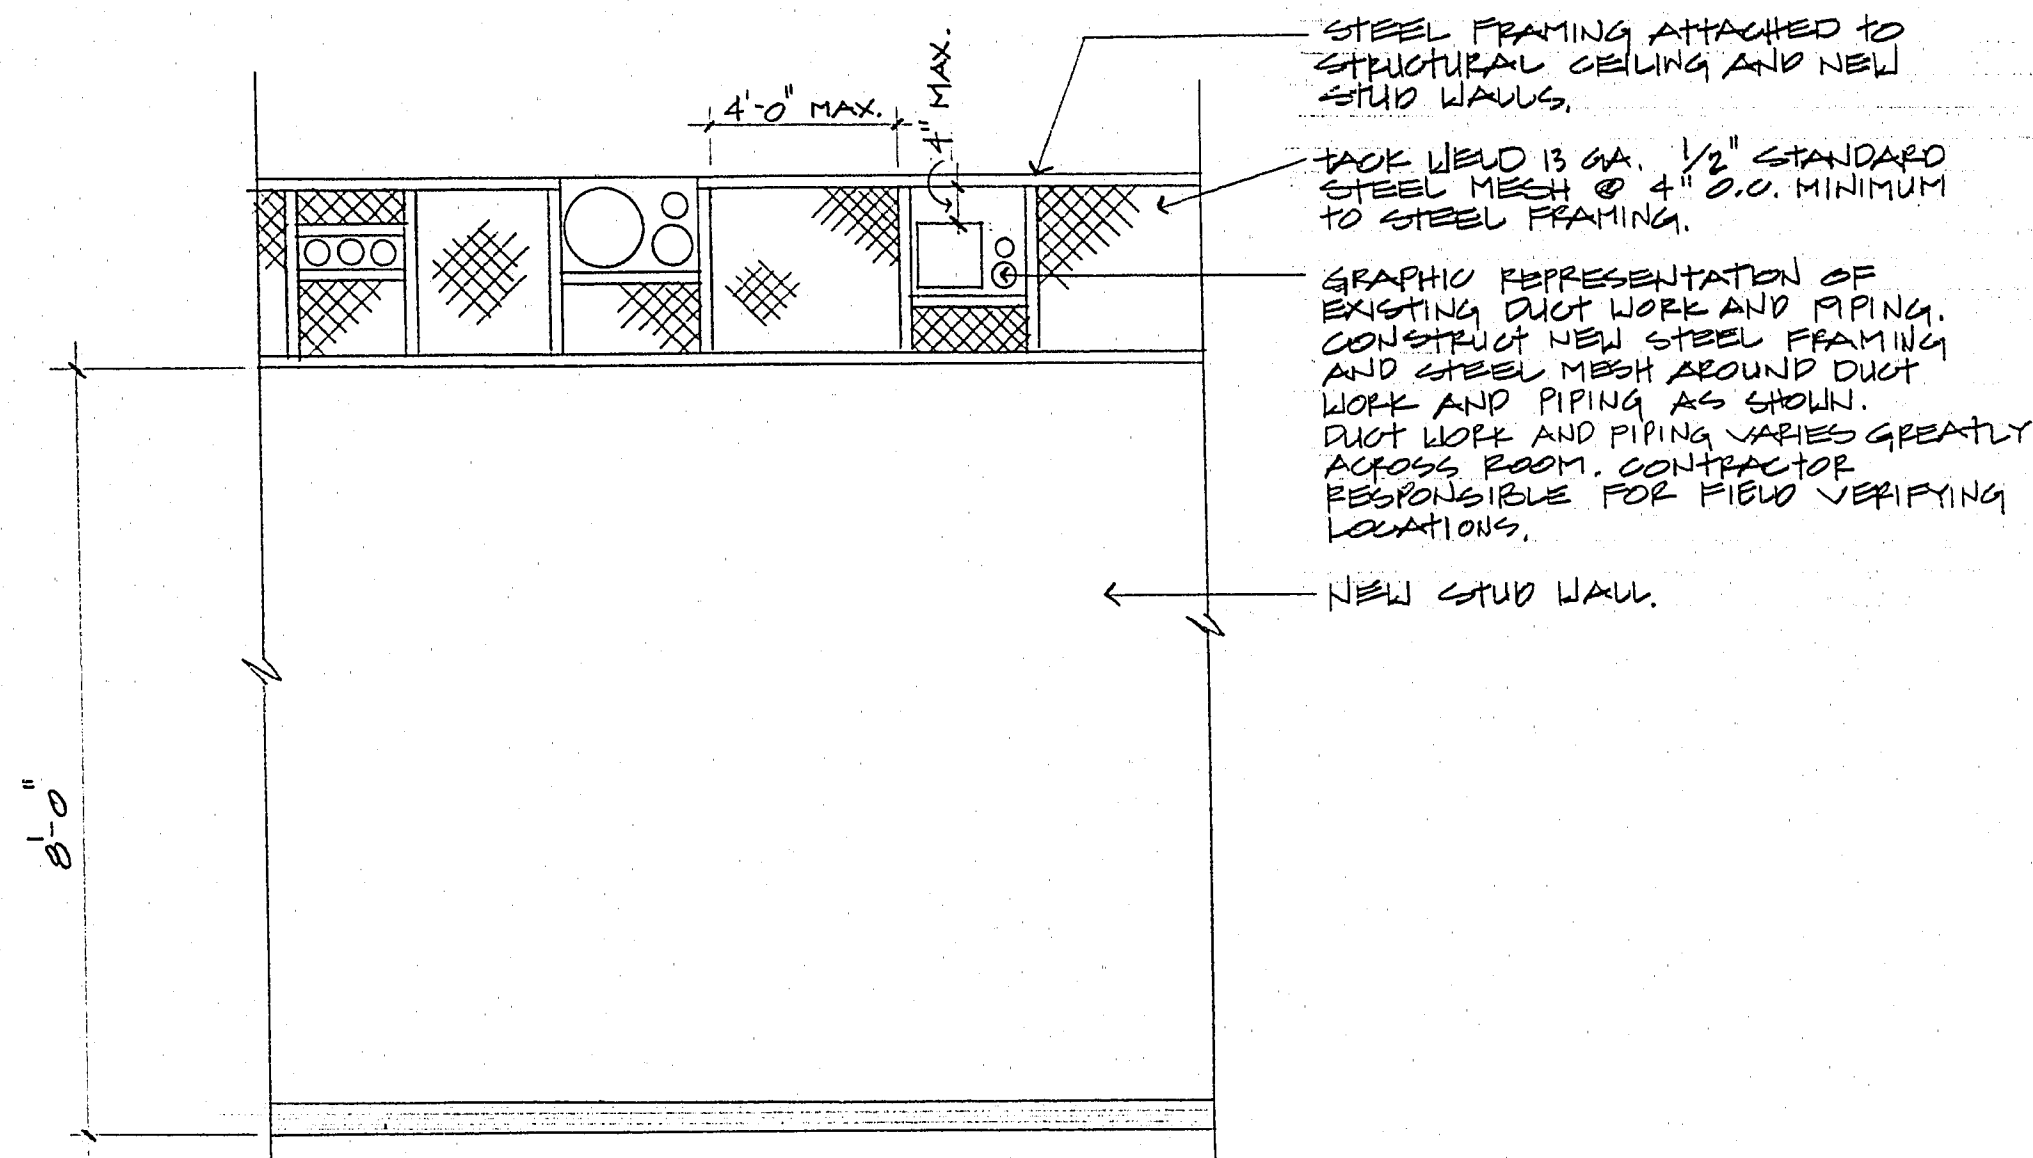 STEEL FRAMING ATTACHED TO
STRUCTURAL CEILING AND NEW
STUD WALLS.
4'-0" MAX.
4" MAX.
TACK WELD 13 GA. 1/2" STANDARD
STEEL MESH @ 4" O.C. MINIMUM
TO STEEL FRAMING.
GRAPHIC REPRESENTATION OF
EXISTING DUCT WORK AND PIPING.
CONSTRUCT NEW STEEL FRAMING
AND STEEL MESH AROUND DUCT
WORK AND PIPING AS SHOWN.
DUCT WORK AND PIPING VARIES GREATLY
ACROSS ROOM. CONTRACTOR
RESPONSIBLE FOR FIELD VERIFYING
LOCATIONS.
NEW STUD WALL.
8'-0"